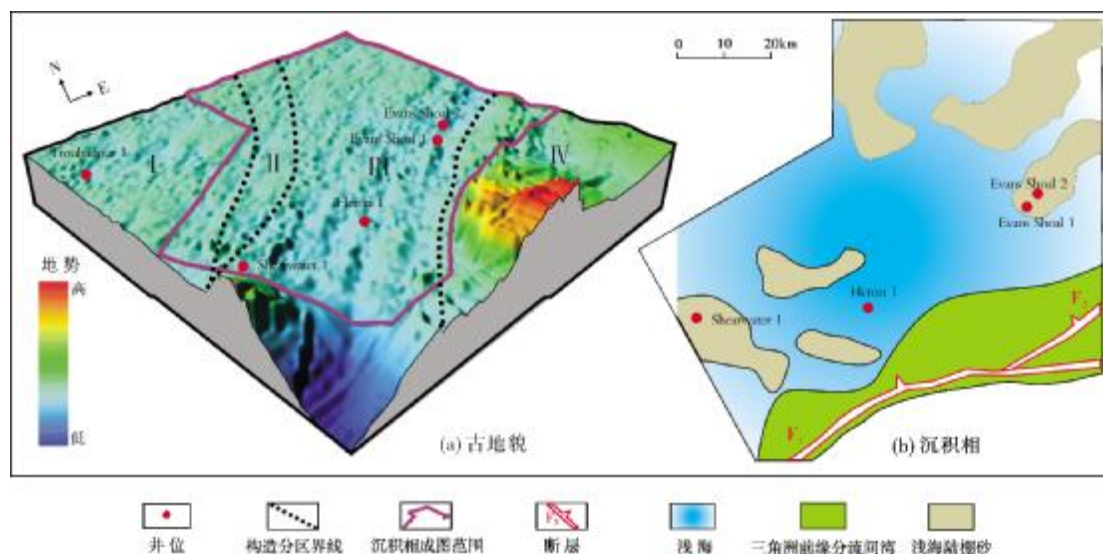 N
E
0 10 20km
Troubadour 1
I
II
III
IV
Evans Shoal 2
Evans Shoal 1
Heron 1
Shearwater 1
地势
高
低
(a) 古地貌
Evans Shoal 2
Evans Shoal 1
Heron 1
Shearwater 1
F₁
(b) 沉积相
井位
构造分区界线
沉积相成图范围
断层
浅海
三角洲前缘分流间湾
浅海陆棚砂